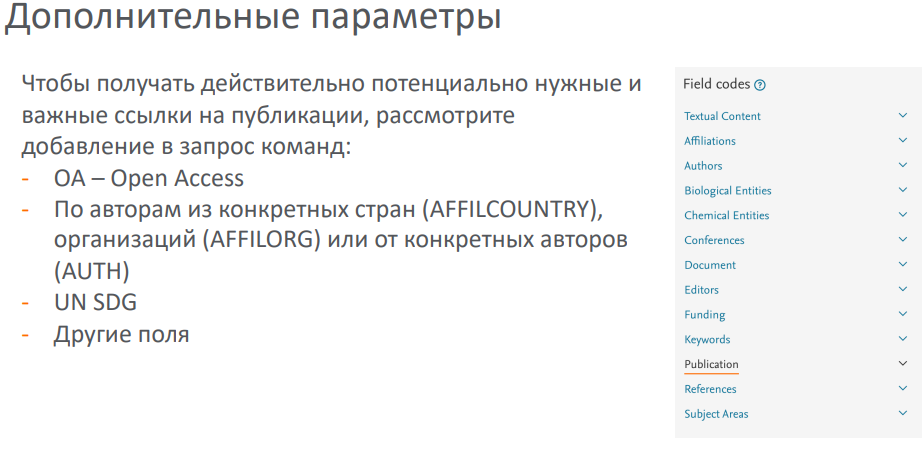 Дополнительные параметры
Чтобы получать действительно потенциально нужные и
важные ссылки на публикации, рассмотрите
добавление в запрос команд:
- OA – Open Access
- По авторам из конкретных стран (AFFILCOUNTRY),
организаций (AFFILORG) или от конкретных авторов
(AUTH)
- UN SDG
- Другие поля
Field codes ?
Textual Content
Affiliations
Authors
Biological Entities
Chemical Entities
Conferences
Document
Editors
Funding
Keywords
Publication
References
Subject Areas